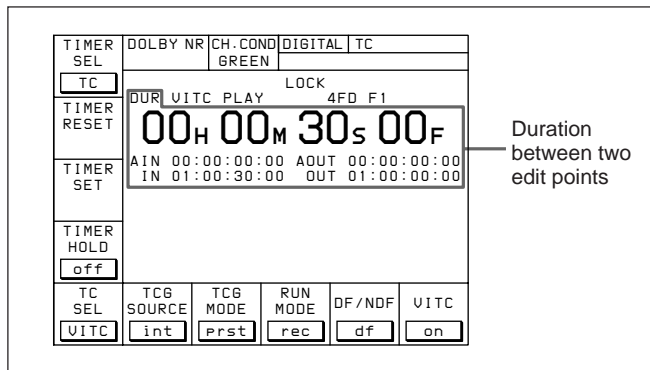 TIMER SEL
TC
DOLBY NR
CH.COND
GREEN
DIGITAL
TC
LOCK
DUR VITC PLAY 4FD F1
00H 00M 30S 00F
AIN 00:00:00:00 AOUT 00:00:00:00
IN 01:00:30:00 OUT 01:00:00:00
TIMER RESET
TIMER SET
TIMER HOLD
off
TC SEL
VITC
TCG SOURCE
int
TCG MODE
prst
RUN MODE
rec
DF/NDF
df
VITC
on
Duration
between two
edit points